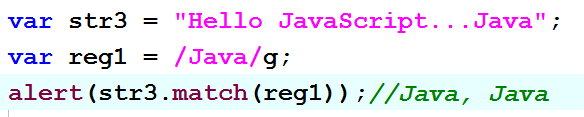 var str3 = "Hello JavaScript...Java";
var reg1 = /Java/g;
alert(str3.match(reg1));//Java, Java